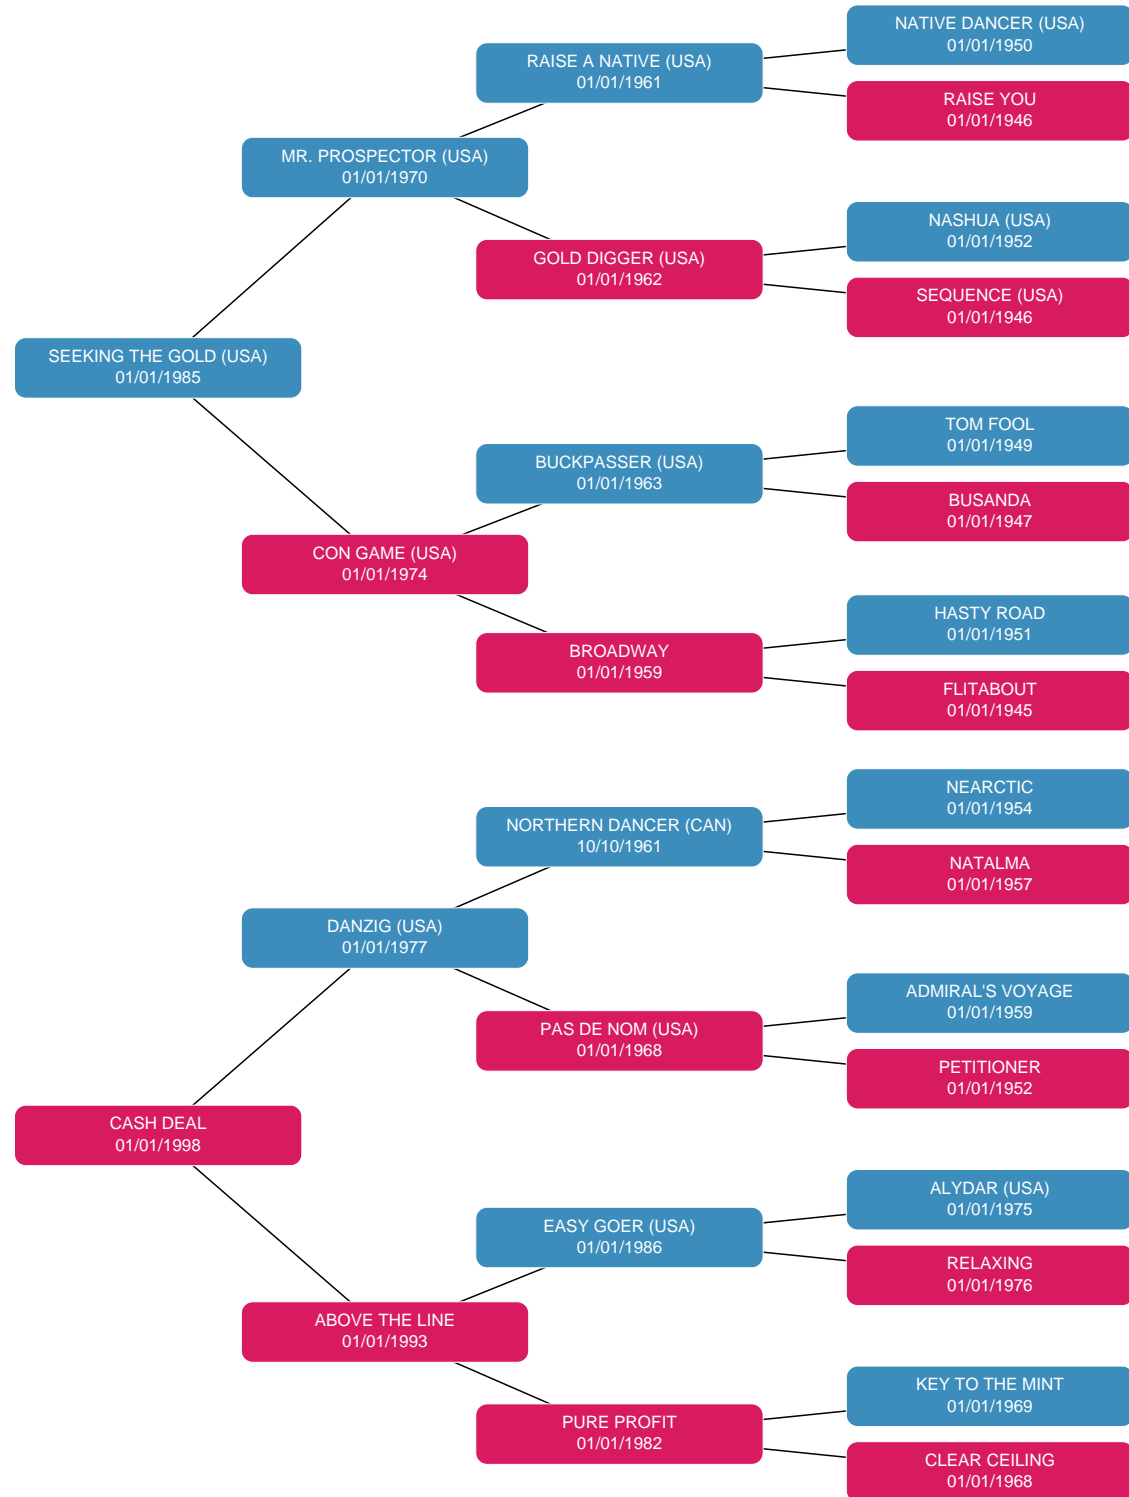 NATIVE DANCER (USA)
01/01/1950
RAISE A NATIVE (USA)
01/01/1961
RAISE YOU
01/01/1946
MR. PROSPECTOR (USA)
01/01/1970
NASHUA (USA)
01/01/1952
GOLD DIGGER (USA)
01/01/1962
SEQUENCE (USA)
01/01/1946
SEEKING THE GOLD (USA)
01/01/1985
TOM FOOL
01/01/1949
BUCKPASSER (USA)
01/01/1963
BUSANDA
01/01/1947
CON GAME (USA)
01/01/1974
HASTY ROAD
01/01/1951
BROADWAY
01/01/1959
FLITABOUT
01/01/1945
NEARCTIC
01/01/1954
NORTHERN DANCER (CAN)
10/10/1961
NATALMA
01/01/1957
DANZIG (USA)
01/01/1977
ADMIRAL'S VOYAGE
01/01/1959
PAS DE NOM (USA)
01/01/1968
PETITIONER
01/01/1952
CASH DEAL
01/01/1998
ALYDAR (USA)
01/01/1975
EASY GOER (USA)
01/01/1986
RELAXING
01/01/1976
ABOVE THE LINE
01/01/1993
KEY TO THE MINT
01/01/1969
PURE PROFIT
01/01/1982
CLEAR CEILING
01/01/1968